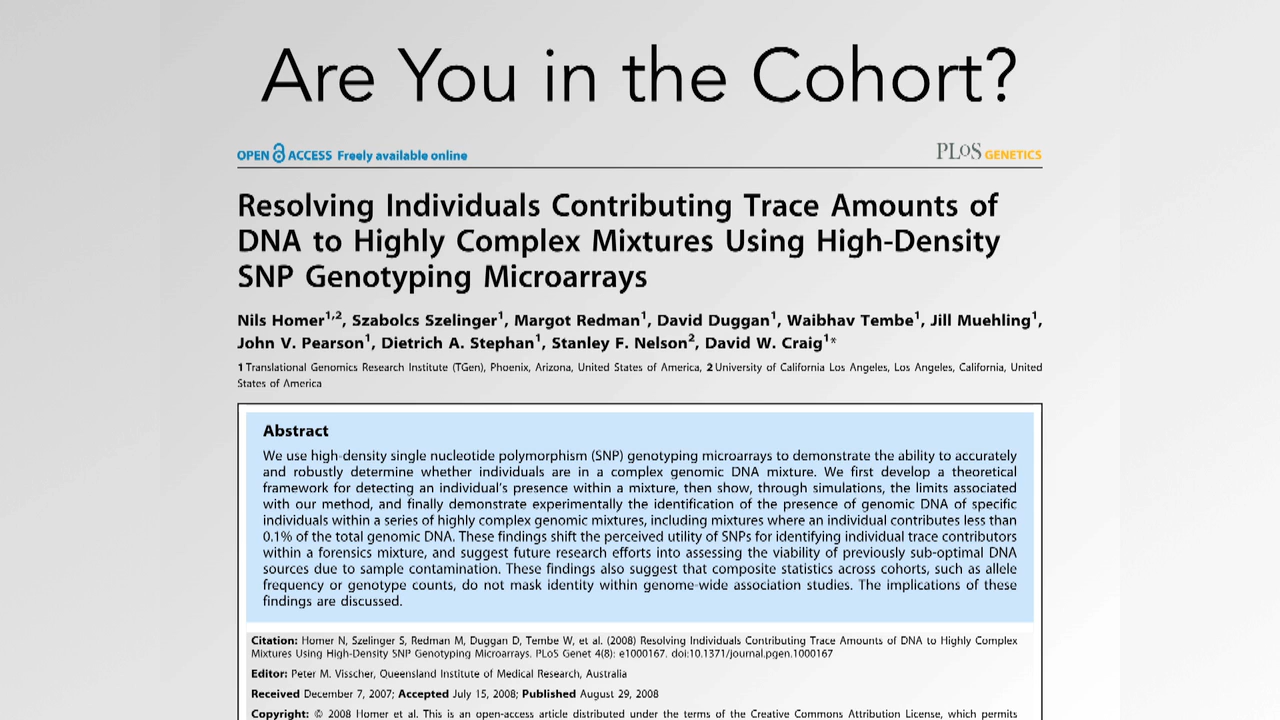 Are You in the Cohort?
OPEN ACCESS Freely available online
PLoS GENETICS
Resolving Individuals Contributing Trace Amounts of
DNA to Highly Complex Mixtures Using High-Density
SNP Genotyping Microarrays
Nils Homer1,2, Szabolcs Szelinger1, Margot Redman1, David Duggan1, Waibhav Tembe1, Jill Muehling1,
John V. Pearson1, Dietrich A. Stephan1, Stanley F. Nelson2, David W. Craig1*
1 Translational Genomics Research Institute (TGen), Phoenix, Arizona, United States of America, 2 University of California Los Angeles, Los Angeles, California, United
States of America
Abstract
We use high-density single nucleotide polymorphism (SNP) genotyping microarrays to demonstrate the ability to accurately
and robustly determine whether individuals are in a complex genomic DNA mixture. We first develop a theoretical
framework for detecting an individual's presence within a mixture, then show, through simulations, the limits associated
with our method, and finally demonstrate experimentally the identification of the presence of genomic DNA of specific
individuals within a series of highly complex genomic mixtures, including mixtures where an individual contributes less than
0.1% of the total genomic DNA. These findings shift the perceived utility of SNPs for identifying individual trace contributors
within a forensics mixture, and suggest future research efforts into assessing the viability of previously sub-optimal DNA
sources due to sample contamination. These findings also suggest that composite statistics across cohorts, such as allele
frequency or genotype counts, do not mask identity within genome-wide association studies. The implications of these
findings are discussed.
Citation: Homer N, Szelinger S, Redman M, Duggan D, Tembe W, et al. (2008) Resolving Individuals Contributing Trace Amounts of DNA to Highly Complex
Mixtures Using High-Density SNP Genotyping Microarrays. PLoS Genet 4(8): e1000167. doi:10.1371/journal.pgen.1000167
Editor: Peter M. Visscher, Queensland Institute of Medical Research, Australia
Received December 7, 2007; Accepted July 15, 2008; Published August 29, 2008
Copyright: © 2008 Homer et al. This is an open-access article distributed under the terms of the Creative Commons Attribution License, which permits